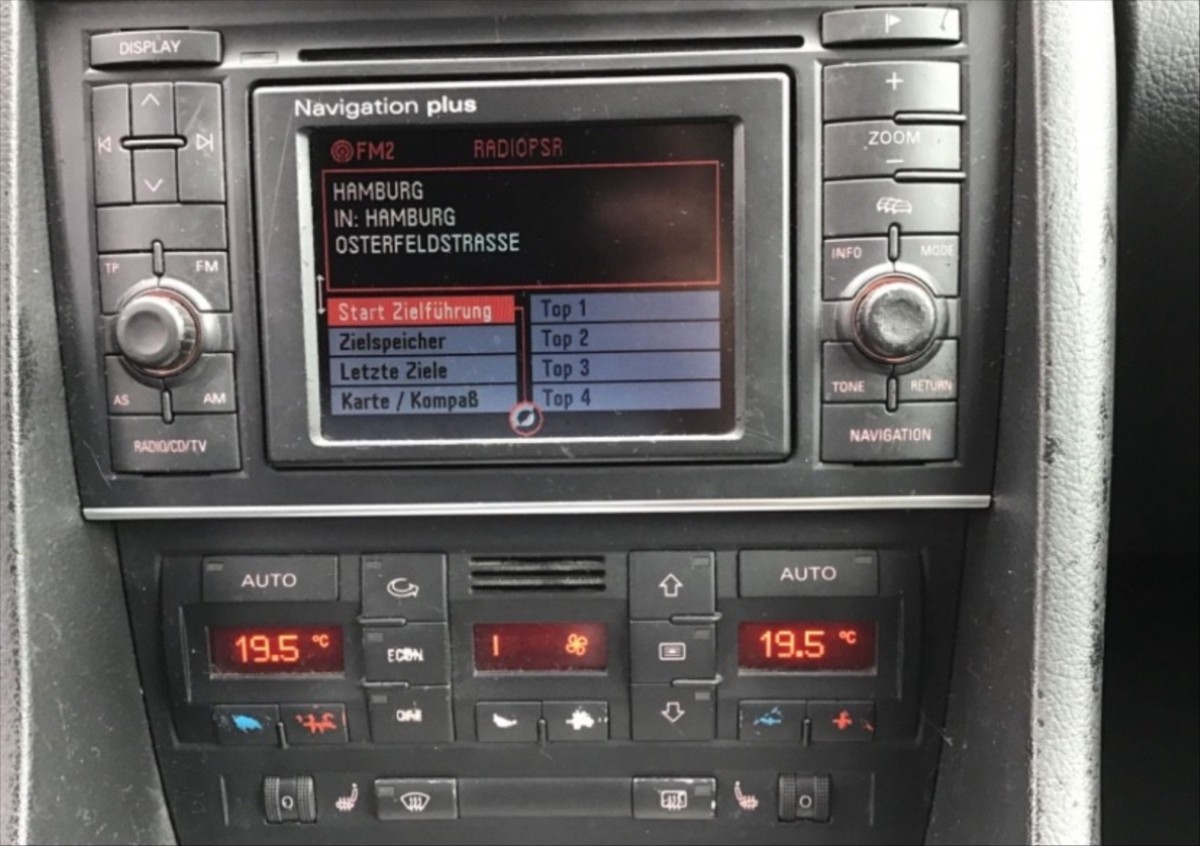 DISPLAY
Navigation plus
FM2 RADIOPSR
HAMBURG
IN: HAMBURG
OSTERFELDSTRASSE
Start Zielführung
Zielspeicher
Letzte Ziele
Karte / Kompaß
Top 1
Top 2
Top 3
Top 4
TP FM
AS AM
RADIO/CD/TV
+
ZOOM
−
INFO MODE
TONE RETURN
NAVIGATION
AUTO
AUTO
19.5 °C
ECON
19.5 °C